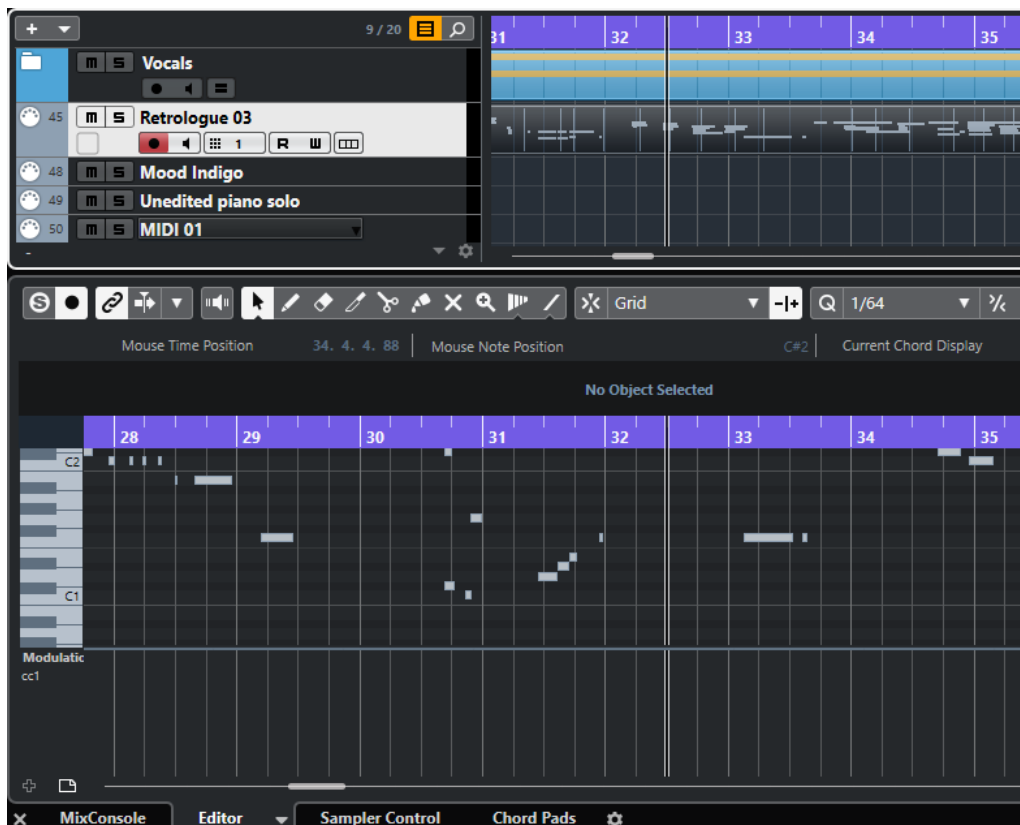 + 9 / 20
31 32 33 34 35
m S Vocals
45 m S Retrologue 03
1 R W
48 m S Mood Indigo
49 m S Unedited piano solo
50 m S MIDI 01
-
S Grid Q 1/64
Mouse Time Position 34. 4. 4. 88 Mouse Note Position C#2 Current Chord Display
No Object Selected
28 29 30 31 32 33 34 35
C2
C1
Modulatic
cc1
MixConsole Editor Sampler Control Chord Pads